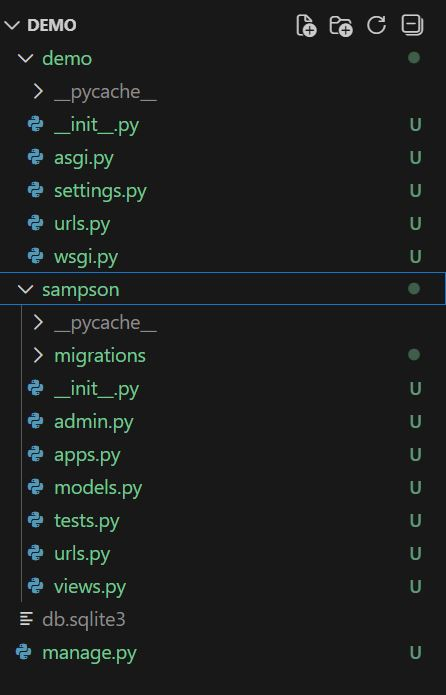 DEMO
demo
__pycache__
__init__.py U
asgi.py U
settings.py U
urls.py U
wsgi.py U
sampson
__pycache__
migrations
__init__.py U
admin.py U
apps.py U
models.py U
tests.py U
urls.py U
views.py U
db.sqlite3
manage.py U